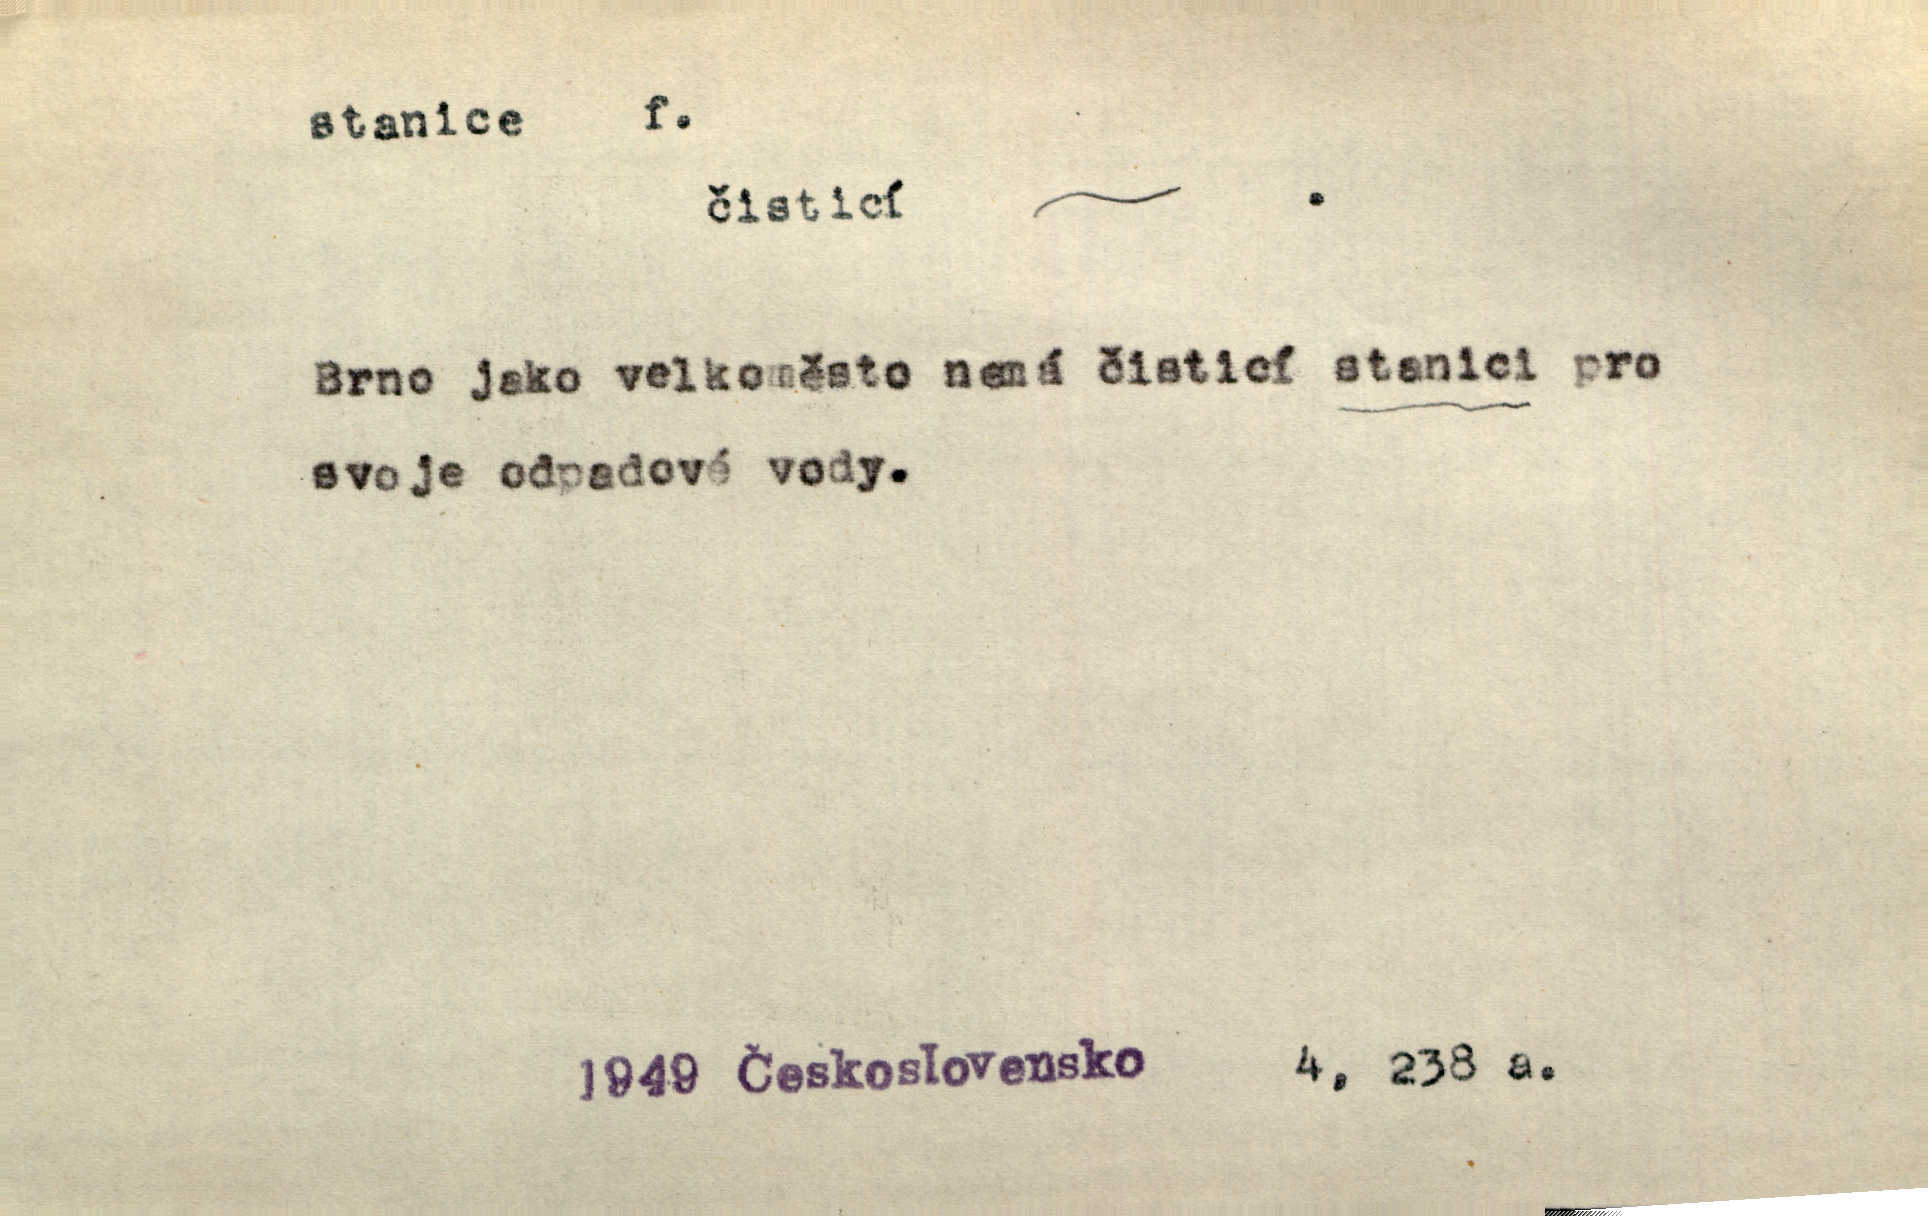 stanice f.
čisticí ~ .
Brno jako velkoměsto nemá čisticí stanici pro
svoje odpadové vody.
1949 Československo 4, 238 a.